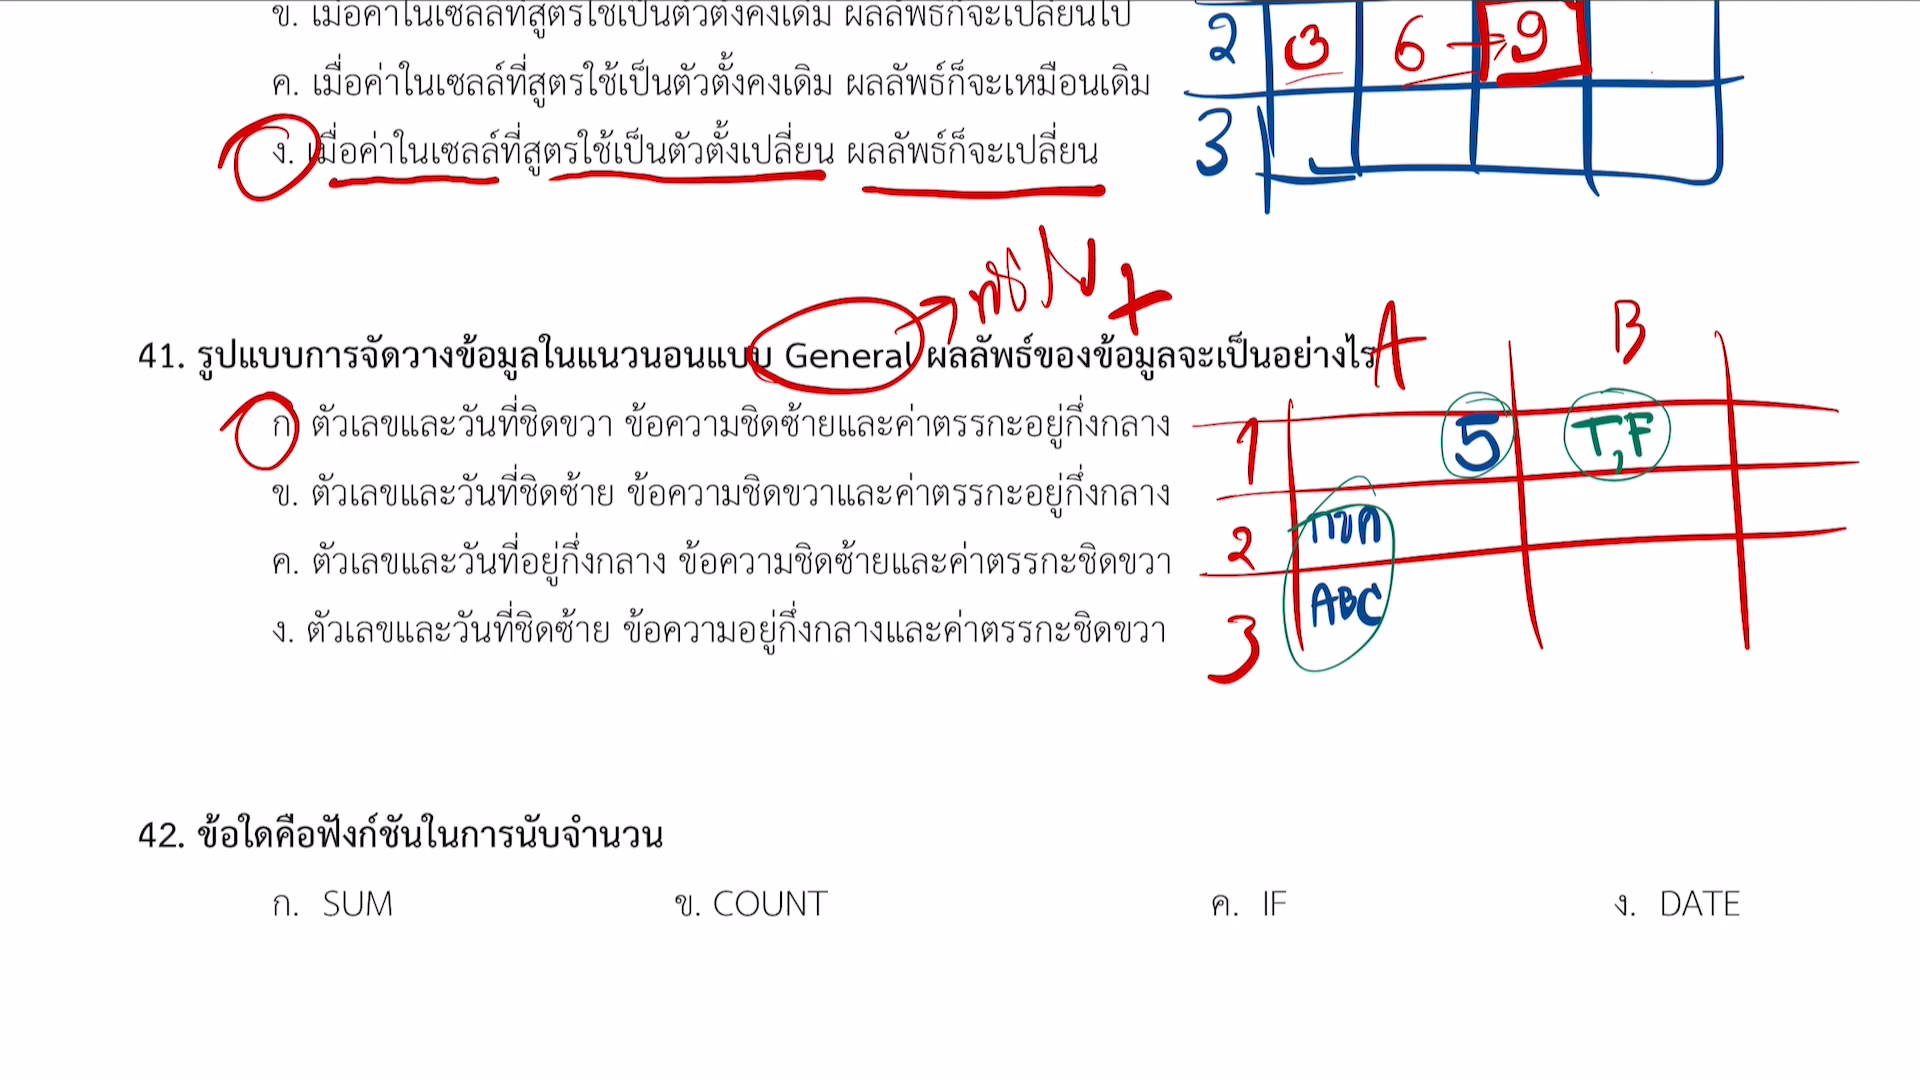 ข. เมื่อค่าในเซลล์ที่สูตรใช้เป็นตัวตั้งคงเดิม ผลลัพธ์ก็จะเปลี่ยนไป
2 3 6 9
ค. เมื่อค่าในเซลล์ที่สูตรใช้เป็นตัวตั้งคงเดิม ผลลัพธ์ก็จะเหมือนเดิม
ง. เมื่อค่าในเซลล์ที่สูตรใช้เป็นตัวตั้งเปลี่ยน ผลลัพธ์ก็จะเปลี่ยน
3
A B
41. รูปแบบการจัดวางข้อมูลในแนวนอนแบบ General ผลลัพธ์ของข้อมูลจะเป็นอย่างไร
ก. ตัวเลขและวันที่ชิดขวา ข้อความชิดซ้ายและค่าตรรกะอยู่กึ่งกลาง
1 5 T,F
ข. ตัวเลขและวันที่ชิดซ้าย ข้อความชิดขวาและค่าตรรกะอยู่กึ่งกลาง
2 กขค
ค. ตัวเลขและวันที่อยู่กึ่งกลาง ข้อความชิดซ้ายและค่าตรรกะชิดขวา
3 ABC
ง. ตัวเลขและวันที่ชิดซ้าย ข้อความอยู่กึ่งกลางและค่าตรรกะชิดขวา
42. ข้อใดคือฟังก์ชันในการนับจำนวน
ก. SUM ข. COUNT ค. IF ง. DATE